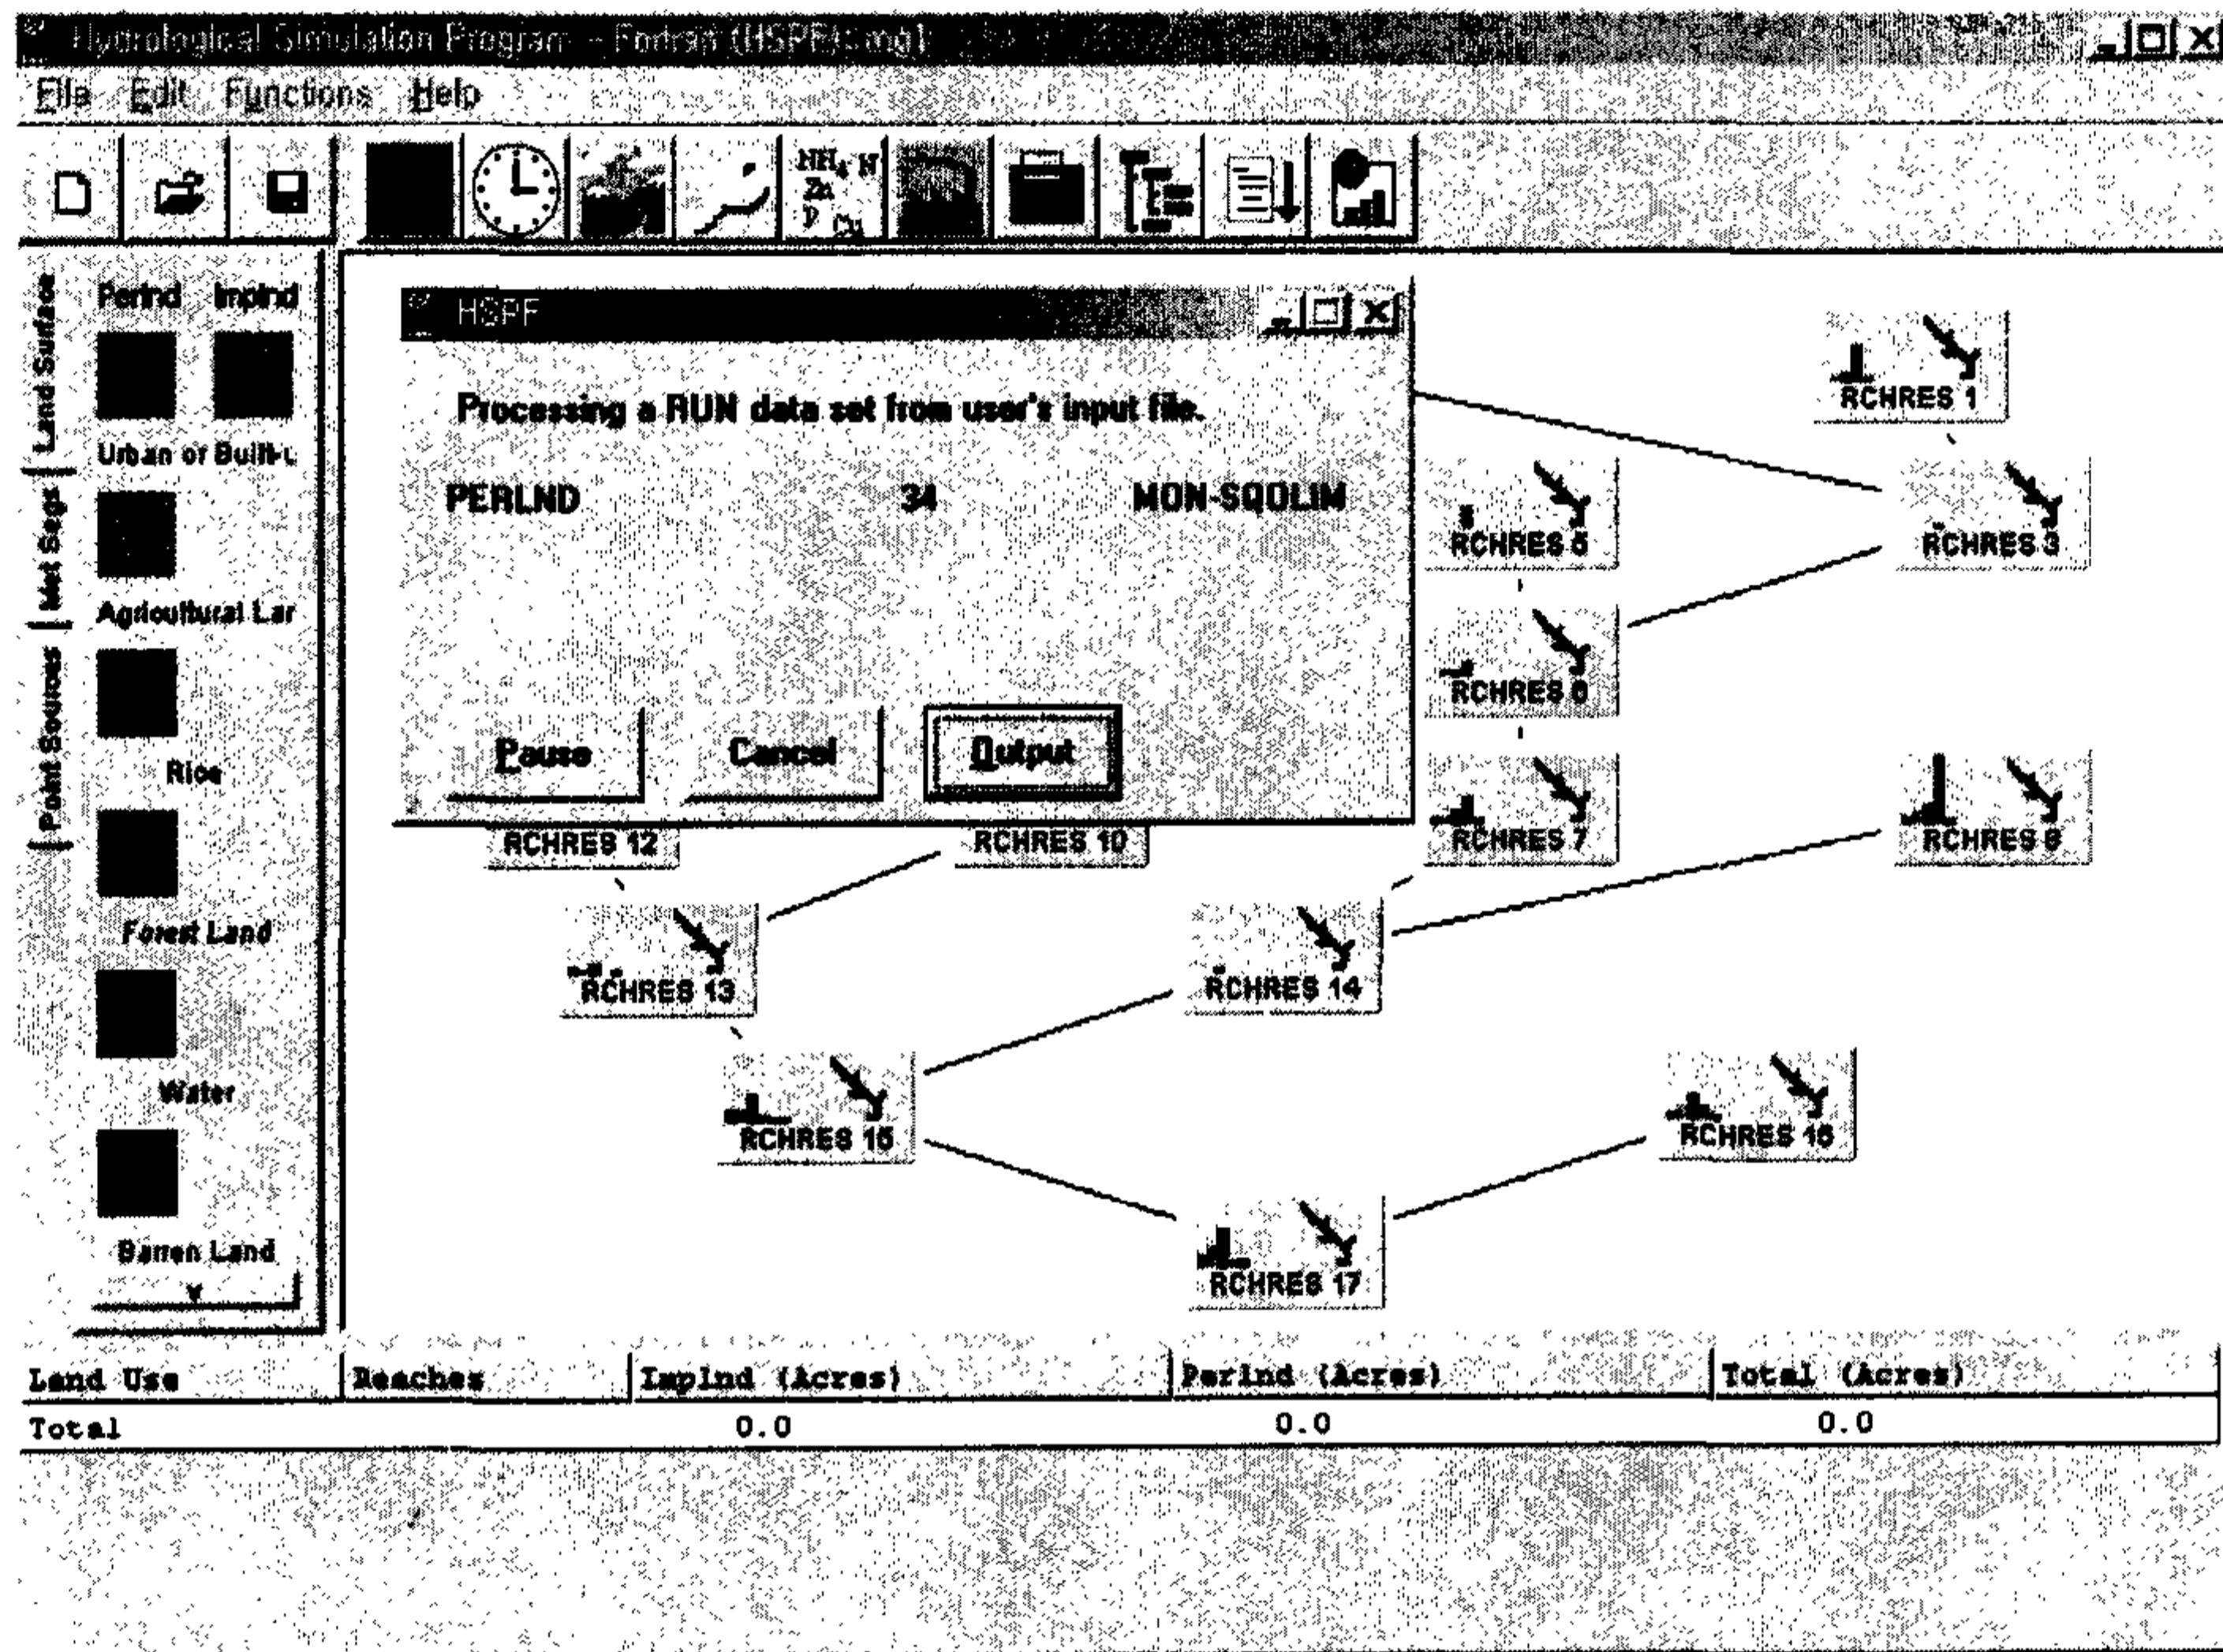 Hydrological Simulation Program - Fortran (HSPF):
File Edit Functions Help
NH4 N
Zn
P Cu
Land Surface
Met Segs
Point Sources
Perlnd Implnd
Urban or Built-u
Agricultural Lar
Rice
Forest Land
Water
Barren Land
HSPF
Processing a RUN data set from user's input file.
PERLND 34 MON-SQOLIM
Pause Cancel Output
RCHRES 1
RCHRES 5
RCHRES 3
RCHRES 6
RCHRES 12
RCHRES 10
RCHRES 7
RCHRES 8
RCHRES 13
RCHRES 14
RCHRES 15
RCHRES 16
RCHRES 17
Land Use Reaches Implnd (Acres) Perlnd (Acres) Total (Acres)
Total 0.0 0.0 0.0